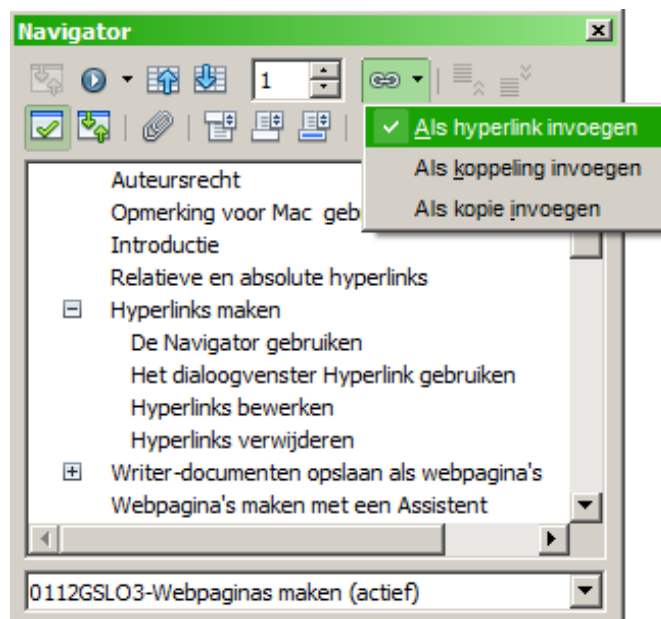 Navigator
1
Als hyperlink invoegen
Als koppeling invoegen
Als kopie invoegen
Auteursrecht
Opmerking voor Mac geb
Introductie
Relatieve en absolute hyperlinks
Hyperlinks maken
De Navigator gebruiken
Het dialoogvenster Hyperlink gebruiken
Hyperlinks bewerken
Hyperlinks verwijderen
Writer-documenten opslaan als webpagina's
Webpagina's maken met een Assistent
0112GSLO3-Webpaginas maken (actief)